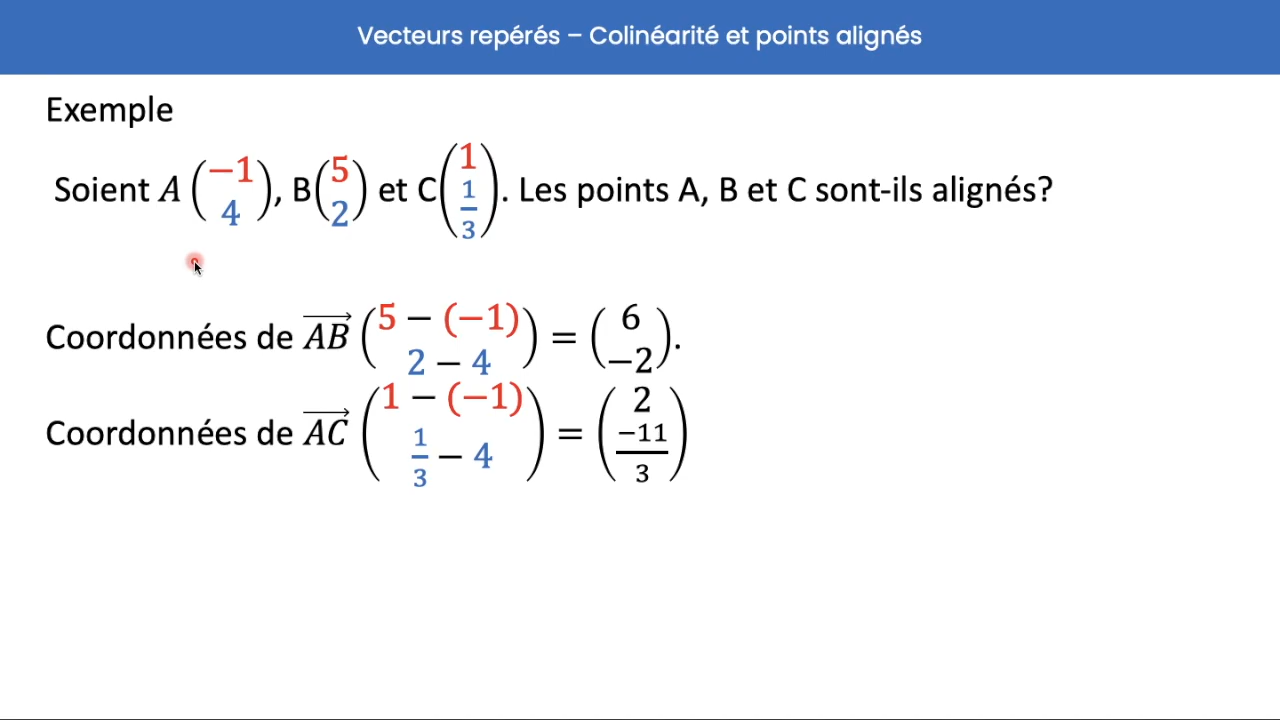 Vecteurs repérés – Colinéarité et points alignés
Exemple
Soient A (−1 4), B(5 2) et C(1 1/3). Les points A, B et C sont-ils alignés?
Coordonnées de AB→ (5 − (−1) 2 − 4) = (6 −2).
Coordonnées de AC→ (1 − (−1) 1/3 − 4) = (2 −11/3)